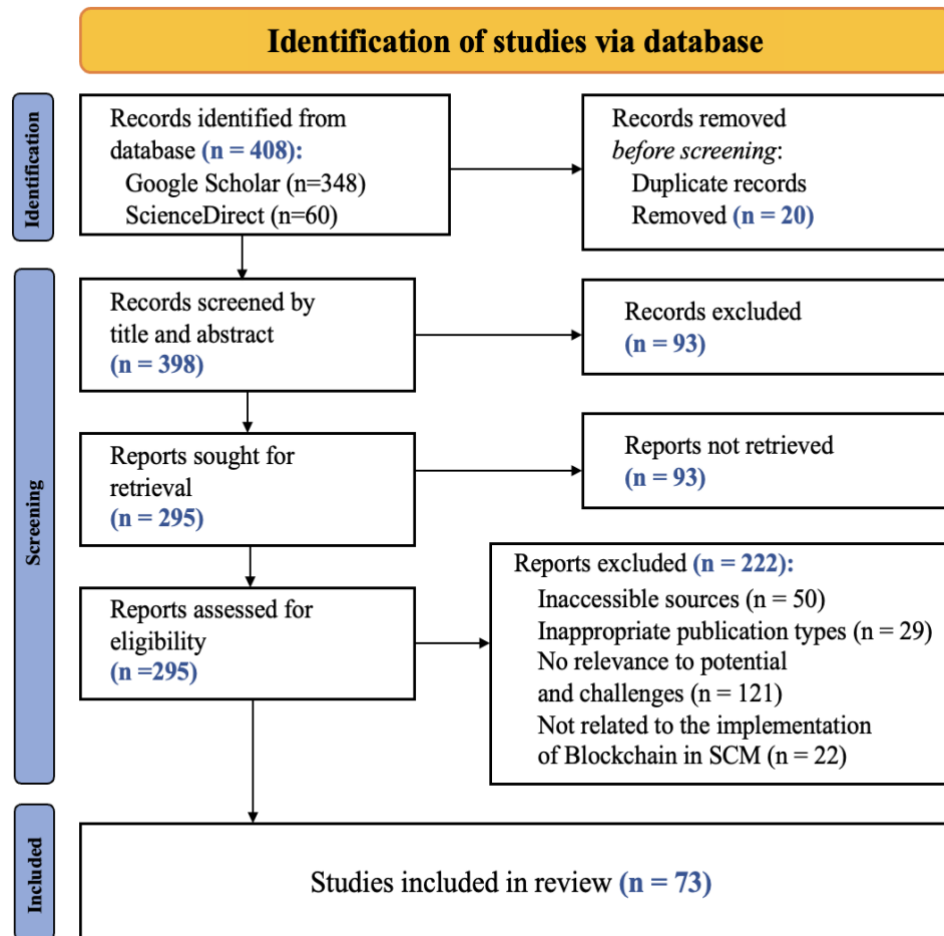 Identification of studies via database
Identification
Records identified from
database (n = 408):
Google Scholar (n=348)
ScienceDirect (n=60)
Records removed
before screening:
Duplicate records
Removed (n = 20)
Screening
Records screened by
title and abstract
(n = 398)
Records excluded
(n = 93)
Reports sought for
retrieval
(n = 295)
Reports not retrieved
(n = 93)
Reports assessed for
eligibility
(n =295)
Reports excluded (n = 222):
Inaccessible sources (n = 50)
Inappropriate publication types (n = 29)
No relevance to potential
and challenges (n = 121)
Not related to the implementation
of Blockchain in SCM (n = 22)
Included
Studies included in review (n = 73)